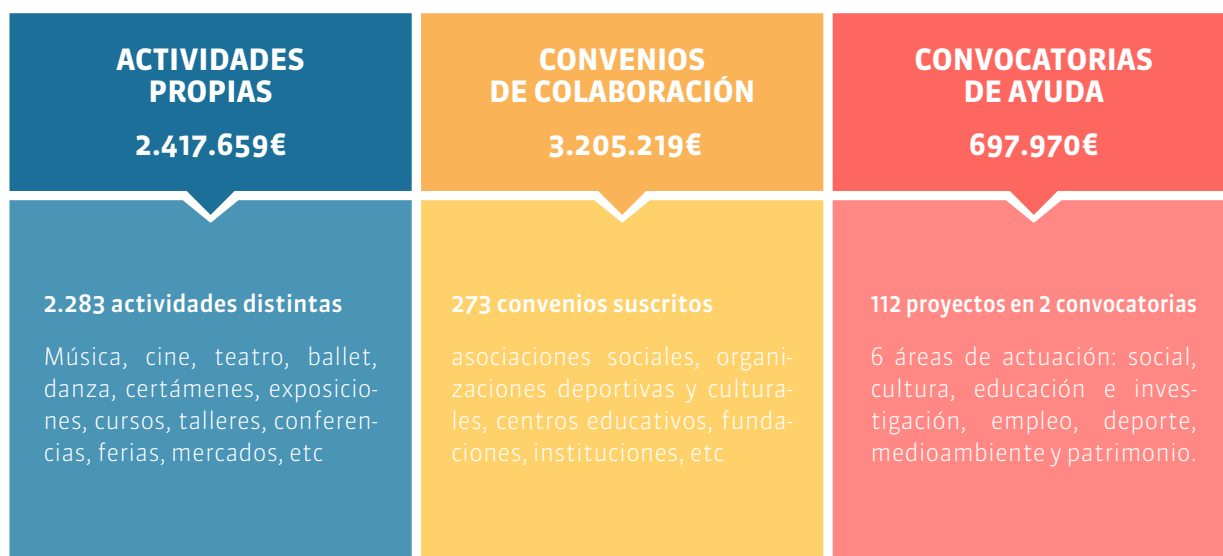 ACTIVIDADES
PROPIAS
2.417.659€
2.283 actividades distintas
Música, cine, teatro, ballet,
danza, certámenes, exposicio-
nes, cursos, talleres, conferen-
cias, ferias, mercados, etc
CONVENIOS
DE COLABORACIÓN
3.205.219€
273 convenios suscritos
asociaciones sociales, organi-
zaciones deportivas y cultura-
les, centros educativos, funda-
ciones, instituciones, etc
CONVOCATORIAS
DE AYUDA
697.970€
112 proyectos en 2 convocatorias
6 áreas de actuación: social,
cultura, educación e inves-
tigación, empleo, deporte,
medioambiente y patrimonio.